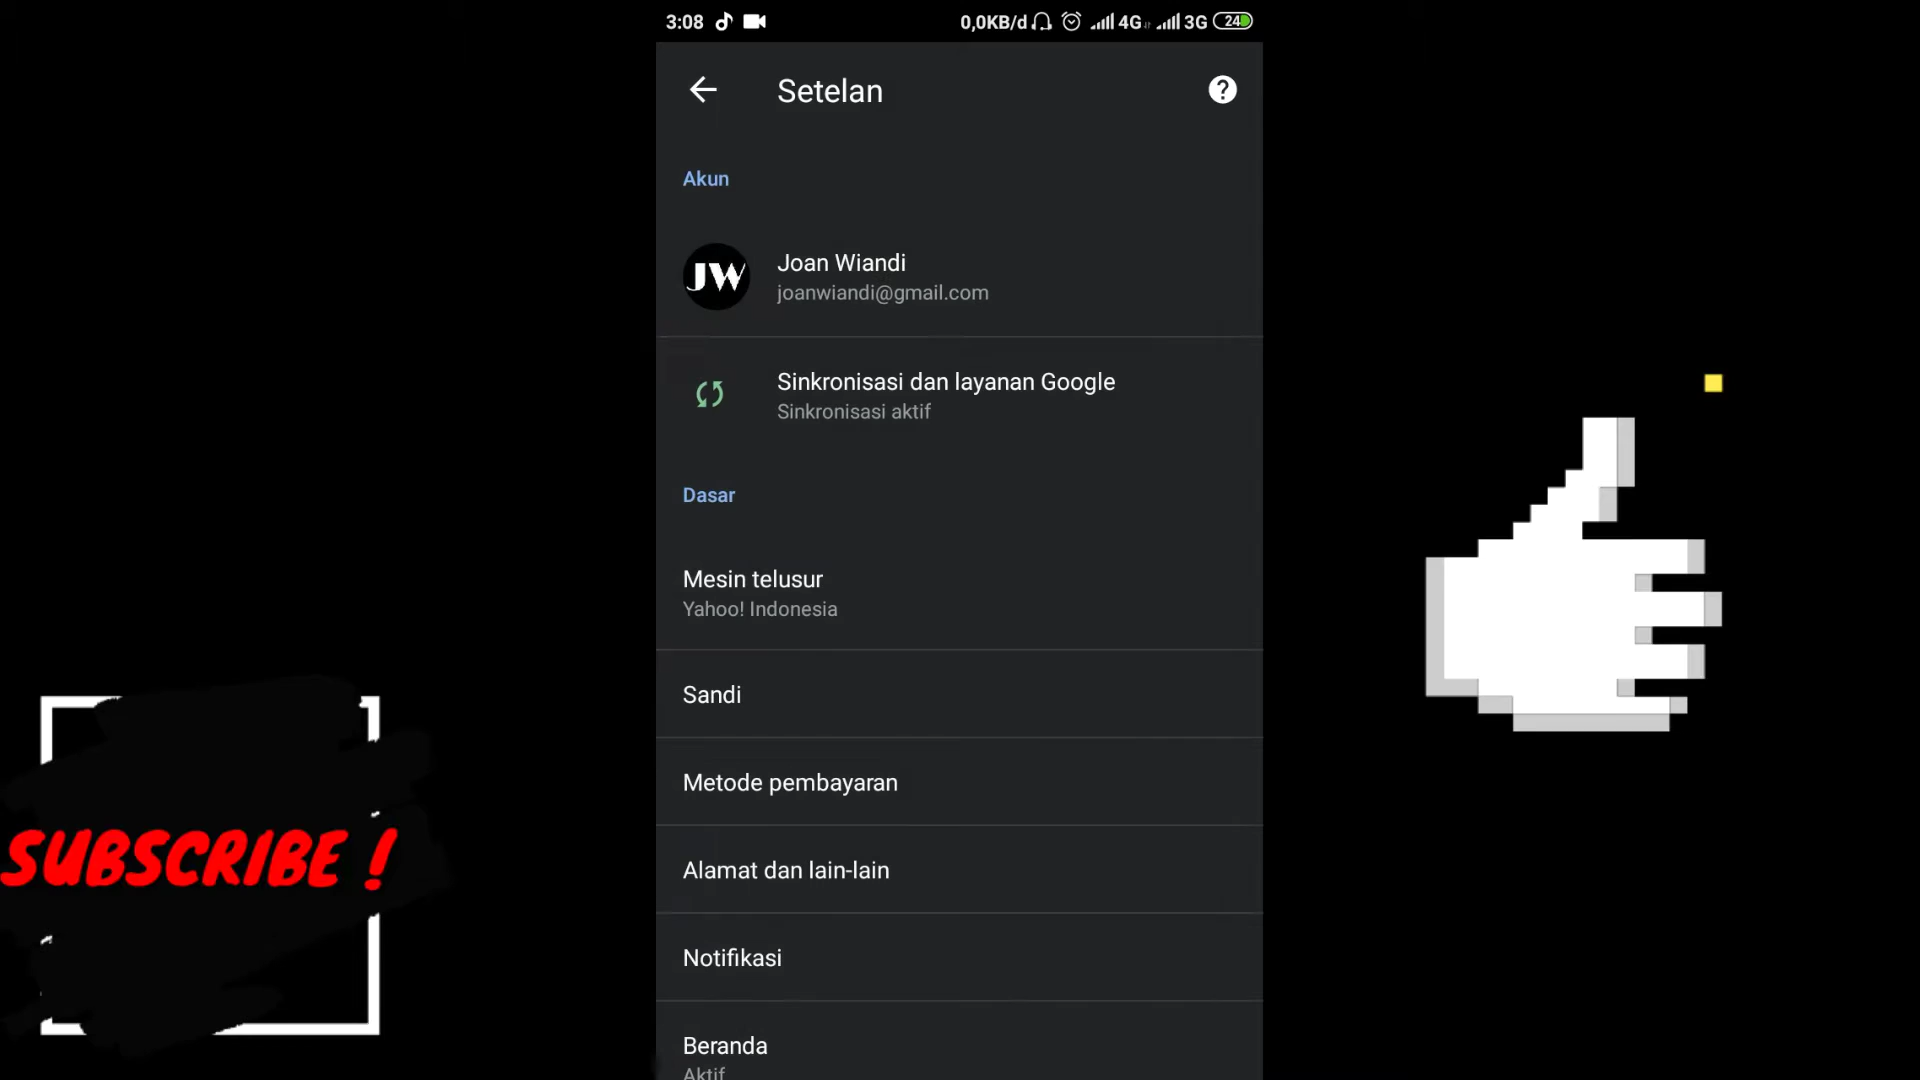 3:08
0,0KB/d 4G 3G 24
Setelan
Akun
JW
Joan Wiandi
joanwiandi@gmail.com
Sinkronisasi dan layanan Google
Sinkronisasi aktif
Dasar
Mesin telusur
Yahoo! Indonesia
Sandi
Metode pembayaran
Alamat dan lain-lain
Notifikasi
Beranda
Aktif
SUBSCRIBE !